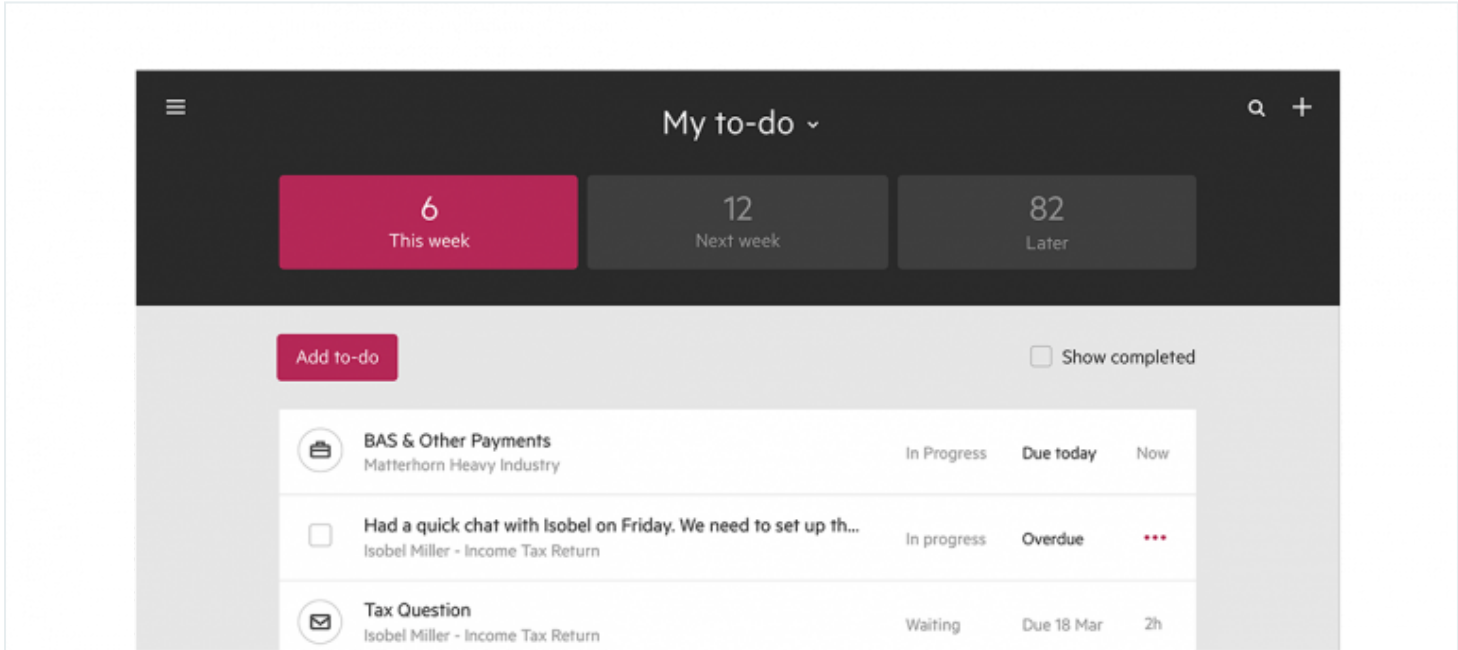 My to-do
6
This week
12
Next week
82
Later
Add to-do
Show completed
BAS & Other Payments
Matterhorn Heavy Industry
In Progress
Due today
Now
Had a quick chat with Isobel on Friday. We need to set up th...
Isobel Miller - Income Tax Return
In progress
Overdue
Tax Question
Isobel Miller - Income Tax Return
Waiting
Due 18 Mar
2h